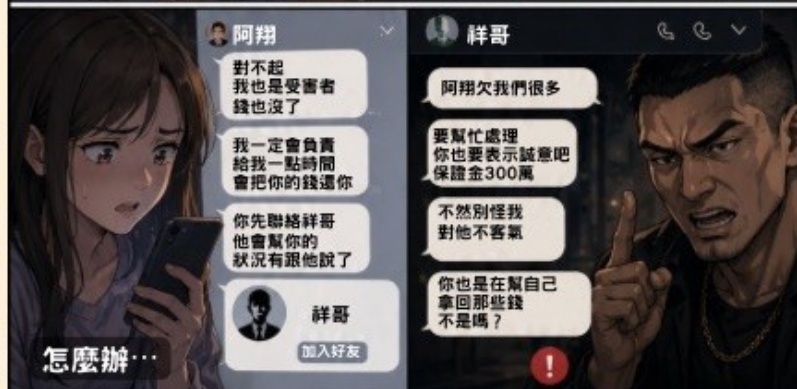 阿翔
對不起
我也是受害者
錢也沒了
我一定會負責
給我一點時間
會把你的錢還你
你先聯絡祥哥
他會幫你的
狀況有跟他說了
祥哥
加入好友
怎麼辦…
祥哥
阿翔欠我們很多
要幫忙處理
你也要表示誠意吧
保證金300萬
不然別怪我
對他不客氣
你也是在幫自己
拿回那些錢
不是嗎？
!